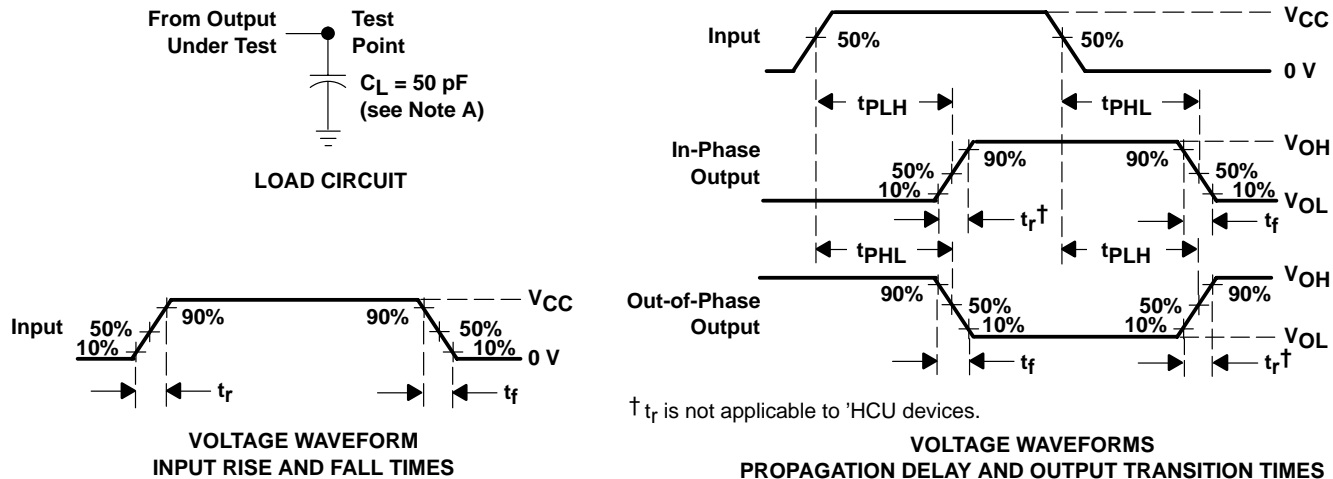 From Output
Under Test
Test
Point
CL = 50 pF
(see Note A)
LOAD CIRCUIT
Input
50%
10%
90%
VCC
90%
50%
10%
0 V
tr
tf
VOLTAGE WAVEFORM
INPUT RISE AND FALL TIMES
Input
50%
50%
VCC
0 V
tPLH
tPHL
In-Phase
Output
50%
10%
90%
90%
50%
10%
VOH
VOL
tr†
tf
tPHL
tPLH
Out-of-Phase
Output
90%
50%
10%
50%
10%
90%
VOH
VOL
tf
tr†
† tr is not applicable to ’HCU devices.
VOLTAGE WAVEFORMS
PROPAGATION DELAY AND OUTPUT TRANSITION TIMES